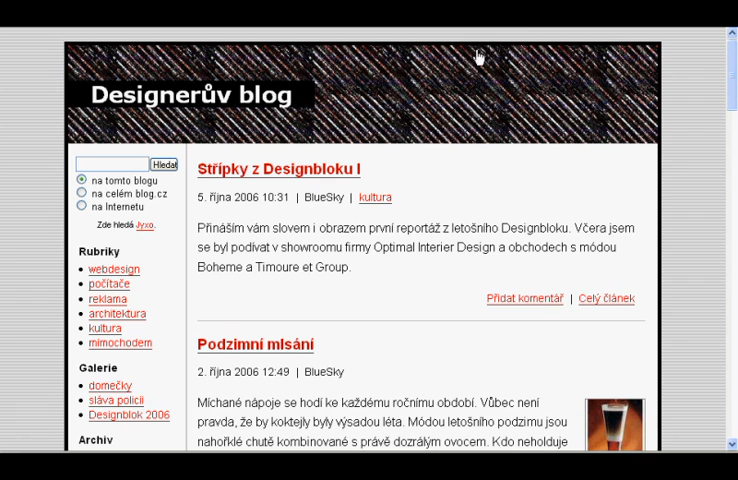 Designerův blog
Hledat
na tomto blogu
na celém blog.cz
na Internetu
Zde hledá Jyxo.
Rubriky
webdesign
počítače
reklama
architektura
kultura
mimochodem
Galerie
domečky
sláva policii
Designblok 2006
Archiv
Střípky z Designbloku I
5. října 2006 10:31 | BlueSky | kultura
Přináším vám slovem i obrazem první reportáž z letošního Designbloku. Včera jsem
se byl podívat v showroomu firmy Optimal Interier Design a obchodech s módou
Boheme a Timoure et Group.
Přidat komentář | Celý článek
Podzimní mlsání
2. října 2006 12:49 | BlueSky
Míchané nápoje se hodí ke každému ročnímu období. Vůbec není
pravda, že by koktejly byly výsadou léta. Módou letošního podzimu jsou
nahořklé chutě kombinované s právě dozrálým ovocem. Kdo neholduje